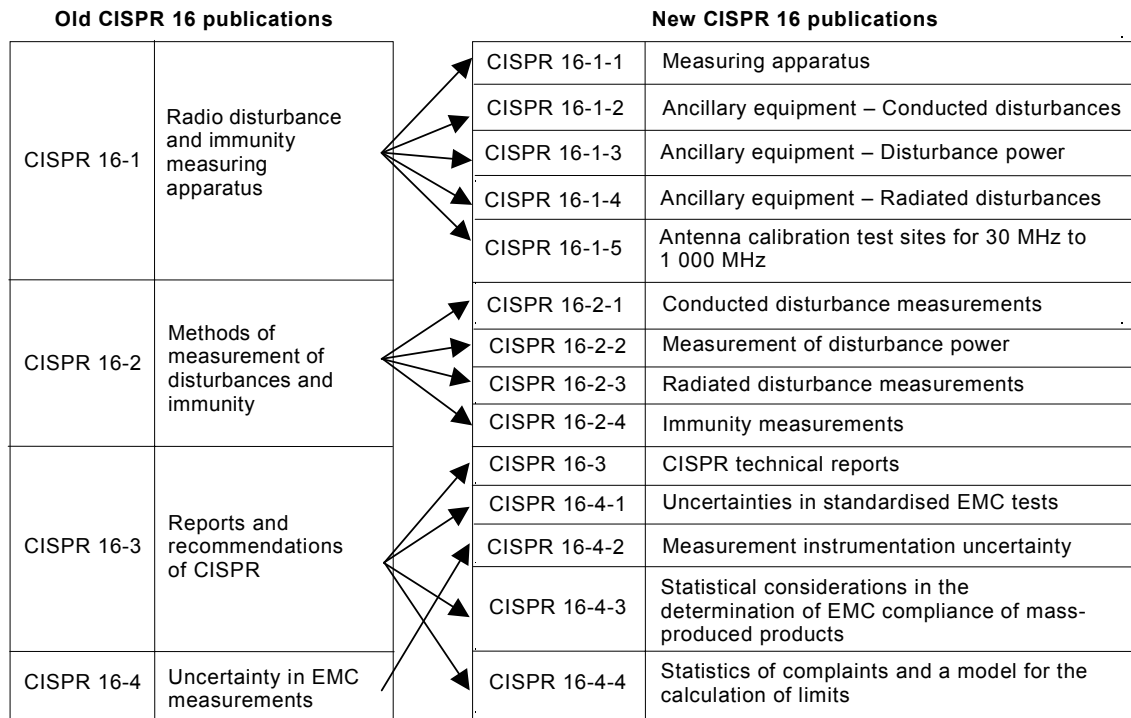 Old CISPR 16 publications
New CISPR 16 publications
CISPR 16-1
Radio disturbance
and immunity
measuring
apparatus
CISPR 16-2
Methods of
measurement of
disturbances and
immunity
CISPR 16-3
Reports and
recommendations
of CISPR
CISPR 16-4
Uncertainty in EMC
measurements
CISPR 16-1-1
Measuring apparatus
CISPR 16-1-2
Ancillary equipment – Conducted disturbances
CISPR 16-1-3
Ancillary equipment – Disturbance power
CISPR 16-1-4
Ancillary equipment – Radiated disturbances
CISPR 16-1-5
Antenna calibration test sites for 30 MHz to
1 000 MHz
CISPR 16-2-1
Conducted disturbance measurements
CISPR 16-2-2
Measurement of disturbance power
CISPR 16-2-3
Radiated disturbance measurements
CISPR 16-2-4
Immunity measurements
CISPR 16-3
CISPR technical reports
CISPR 16-4-1
Uncertainties in standardised EMC tests
CISPR 16-4-2
Measurement instrumentation uncertainty
CISPR 16-4-3
Statistical considerations in the
determination of EMC compliance of mass-
produced products
CISPR 16-4-4
Statistics of complaints and a model for the
calculation of limits